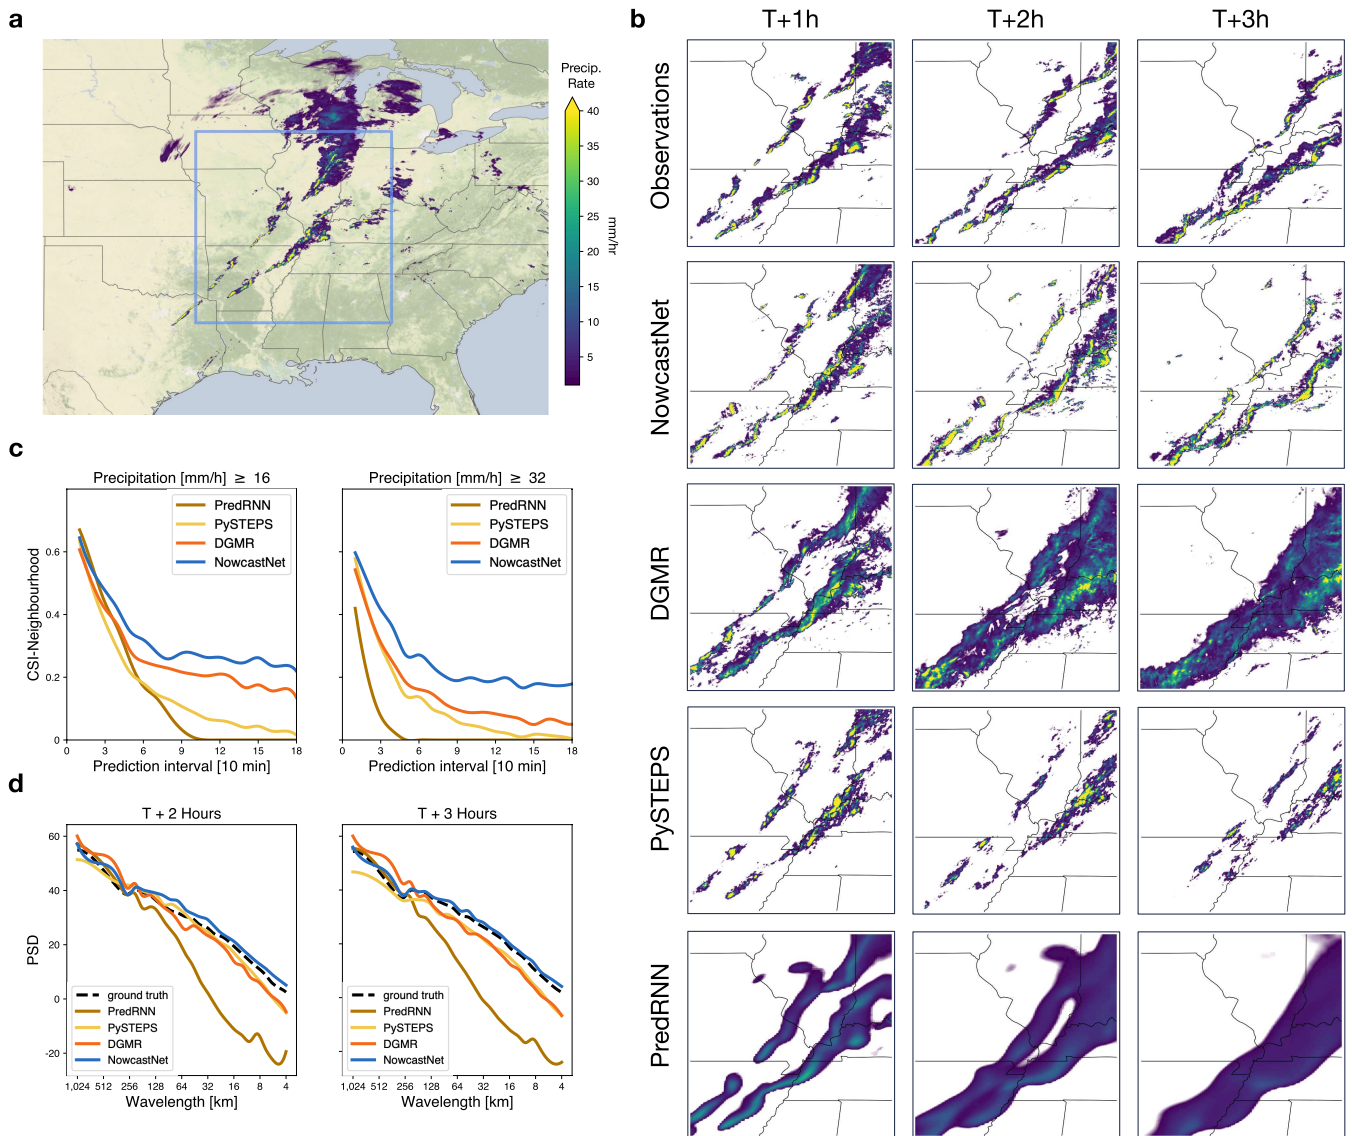 a
Precip.
Rate
40
35
30
25
20
15
10
5
mm/hr
b
T+1h
T+2h
T+3h
Observations
NowcastNet
DGMR
PySTEPS
PredRNN
c
Precipitation [mm/h] ≥ 16
PredRNN
PySTEPS
DGMR
NowcastNet
CSI-Neighbourhood
0.6
0.4
0.2
0
0 3 6 9 12 15 18
Prediction interval [10 min]
Precipitation [mm/h] ≥ 32
PredRNN
PySTEPS
DGMR
NowcastNet
0 3 6 9 12 15 18
Prediction interval [10 min]
d
T + 2 Hours
PSD
60
40
20
0
-20
ground truth
PredRNN
PySTEPS
DGMR
NowcastNet
1,024 512 256 128 64 32 16 8 4
Wavelength [km]
T + 3 Hours
ground truth
PredRNN
PySTEPS
DGMR
NowcastNet
1,024 512 256 128 64 32 16 8 4
Wavelength [km]